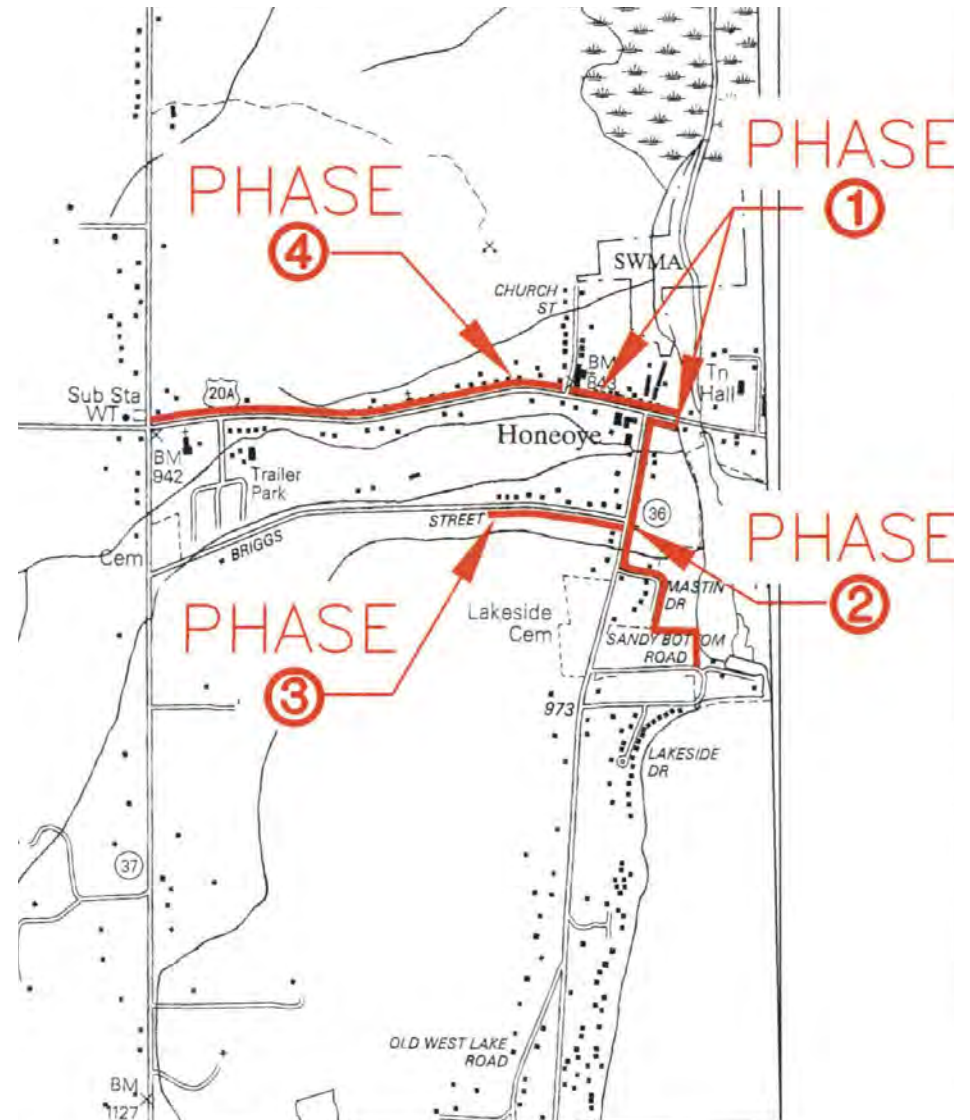 PHASE
1
PHASE
4
SWMA
CHURCH
ST
BM
843
Tn
Hall
20A
Sub Sta
WT
Honeoye
BM
942
Trailer
Park
STREET
36
BRIGGS
Cem
PHASE
2
MASTIN
DR
Lakeside
Cem
SANDY BOTTOM
ROAD
PHASE
3
973
LAKESIDE
DR
37
OLD WEST LAKE
ROAD
BM
1127